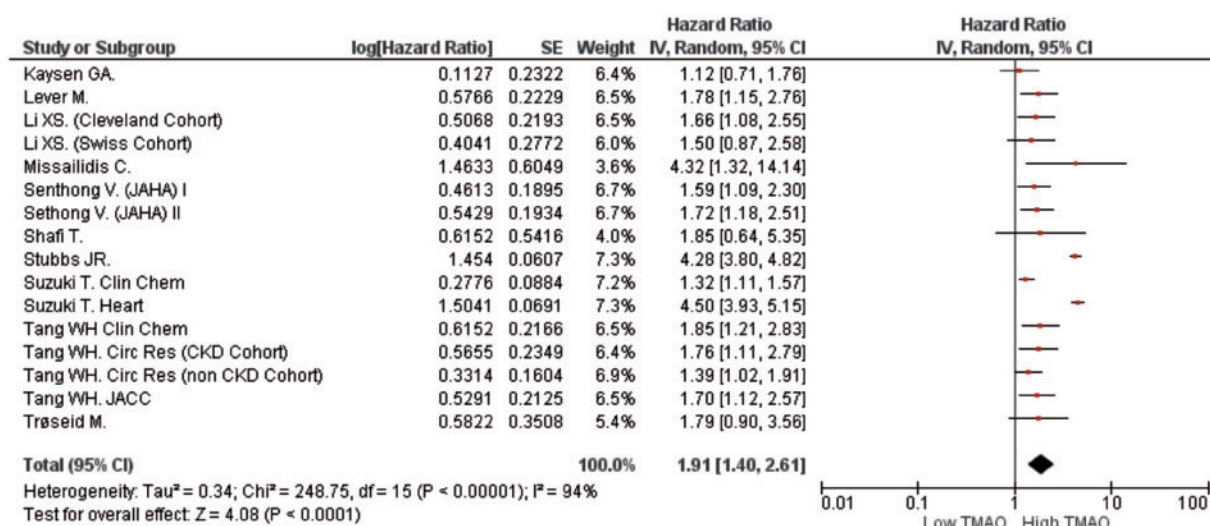 Hazard Ratio Hazard Ratio
Study or Subgroup log[Hazard Ratio] SE Weight IV, Random, 95% CI IV, Random, 95% CI
Kaysen GA. 0.1127 0.2322 6.4% 1.12 [0.71, 1.76]
Lever M. 0.5766 0.2229 6.5% 1.78 [1.15, 2.76]
Li XS. (Cleveland Cohort) 0.5068 0.2193 6.5% 1.66 [1.08, 2.55]
Li XS. (Swiss Cohort) 0.4041 0.2772 6.0% 1.50 [0.87, 2.58]
Missailidis C. 1.4633 0.6049 3.6% 4.32 [1.32, 14.14]
Senthong V. (JAHA) I 0.4613 0.1895 6.7% 1.59 [1.09, 2.30]
Sethong V. (JAHA) II 0.5429 0.1934 6.7% 1.72 [1.18, 2.51]
Shafi T. 0.6152 0.5416 4.0% 1.85 [0.64, 5.35]
Stubbs JR. 1.454 0.0607 7.3% 4.28 [3.80, 4.82]
Suzuki T. Clin Chem 0.2776 0.0884 7.2% 1.32 [1.11, 1.57]
Suzuki T. Heart 1.5041 0.0691 7.3% 4.50 [3.93, 5.15]
Tang WH Clin Chem 0.6152 0.2166 6.5% 1.85 [1.21, 2.83]
Tang WH. Circ Res (CKD Cohort) 0.5655 0.2349 6.4% 1.76 [1.11, 2.79]
Tang WH. Circ Res (non CKD Cohort) 0.3314 0.1604 6.9% 1.39 [1.02, 1.91]
Tang WH. JACC 0.5291 0.2125 6.5% 1.70 [1.12, 2.57]
Trøseid M. 0.5822 0.3508 5.4% 1.79 [0.90, 3.56]
Total (95% CI) 100.0% 1.91 [1.40, 2.61]
Heterogeneity: Tau² = 0.34; Chi² = 248.75, df = 15 (P < 0.00001); I² = 94%
Test for overall effect: Z = 4.08 (P < 0.0001)
0.01 0.1 1 10 100
Low TMAO High TMAO